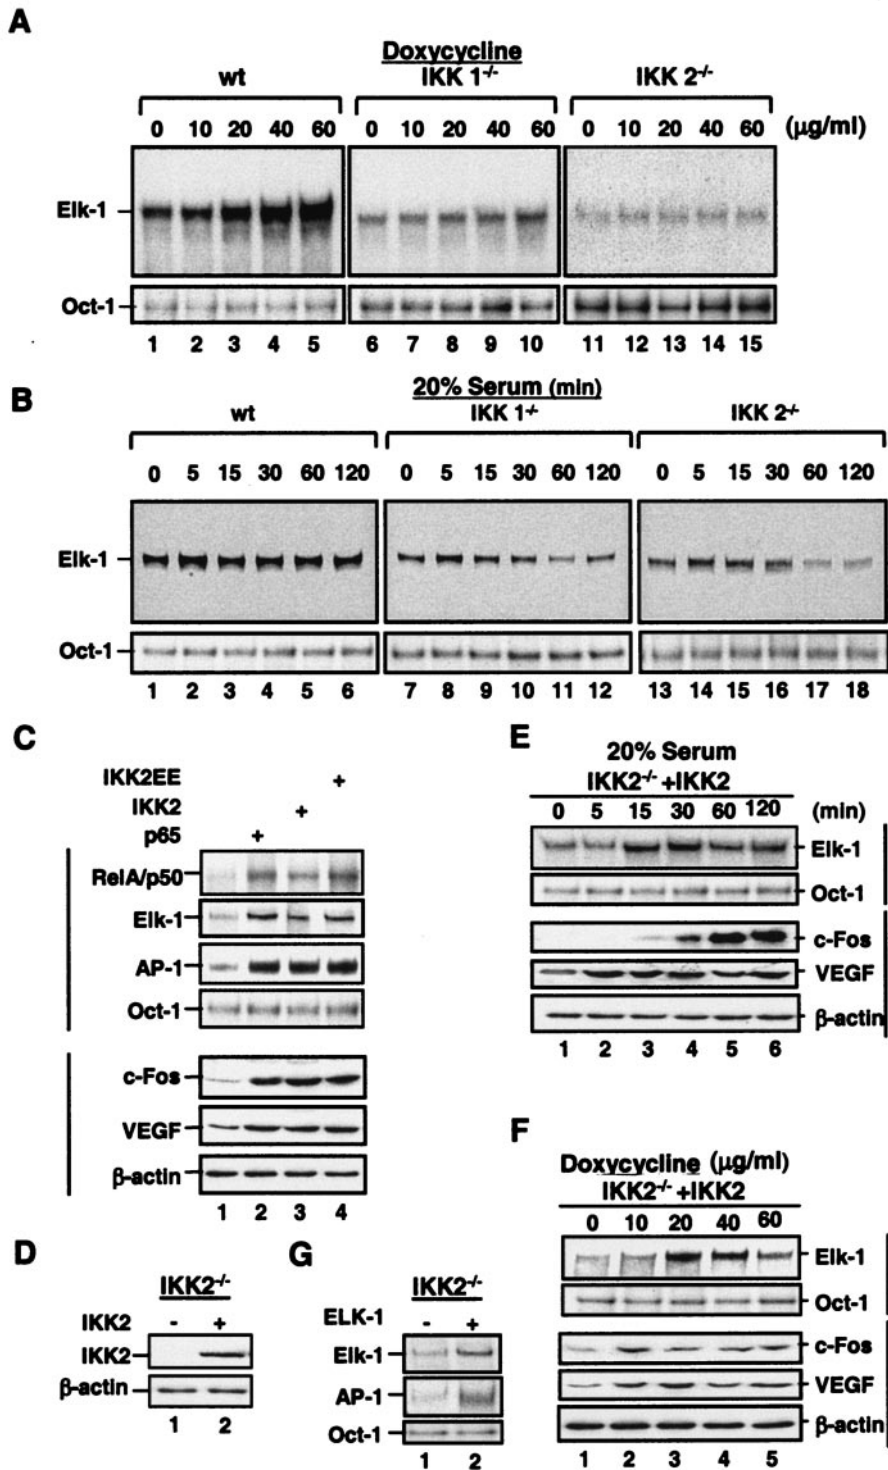 A
Doxycycline
wt IKK 1-/- IKK 2-/-
0 10 20 40 60 0 10 20 40 60 0 10 20 40 60 (μg/ml)
Elk-1
Oct-1
1 2 3 4 5 6 7 8 9 10 11 12 13 14 15
B
20% Serum (min)
wt IKK 1-/ IKK 2-/
0 5 15 30 60 120 0 5 15 30 60 120 0 5 15 30 60 120
Elk-1
Oct-1
1 2 3 4 5 6 7 8 9 10 11 12 13 14 15 16 17 18
C
IKK2EE +
IKK2 +
p65 +
RelA/p50
Elk-1
AP-1
Oct-1
c-Fos
VEGF
β-actin
1 2 3 4
D
IKK2-/-
IKK2 - +
IKK2
β-actin
1 2
E
20% Serum
IKK2-/- +IKK2
0 5 15 30 60 120 (min)
Elk-1
Oct-1
c-Fos
VEGF
β-actin
1 2 3 4 5 6
F
Doxycycline (μg/ml)
IKK2-/- +IKK2
0 10 20 40 60
Elk-1
Oct-1
c-Fos
VEGF
β-actin
1 2 3 4 5
G
IKK2-/-
ELK-1 - +
Elk-1
AP-1
Oct-1
1 2